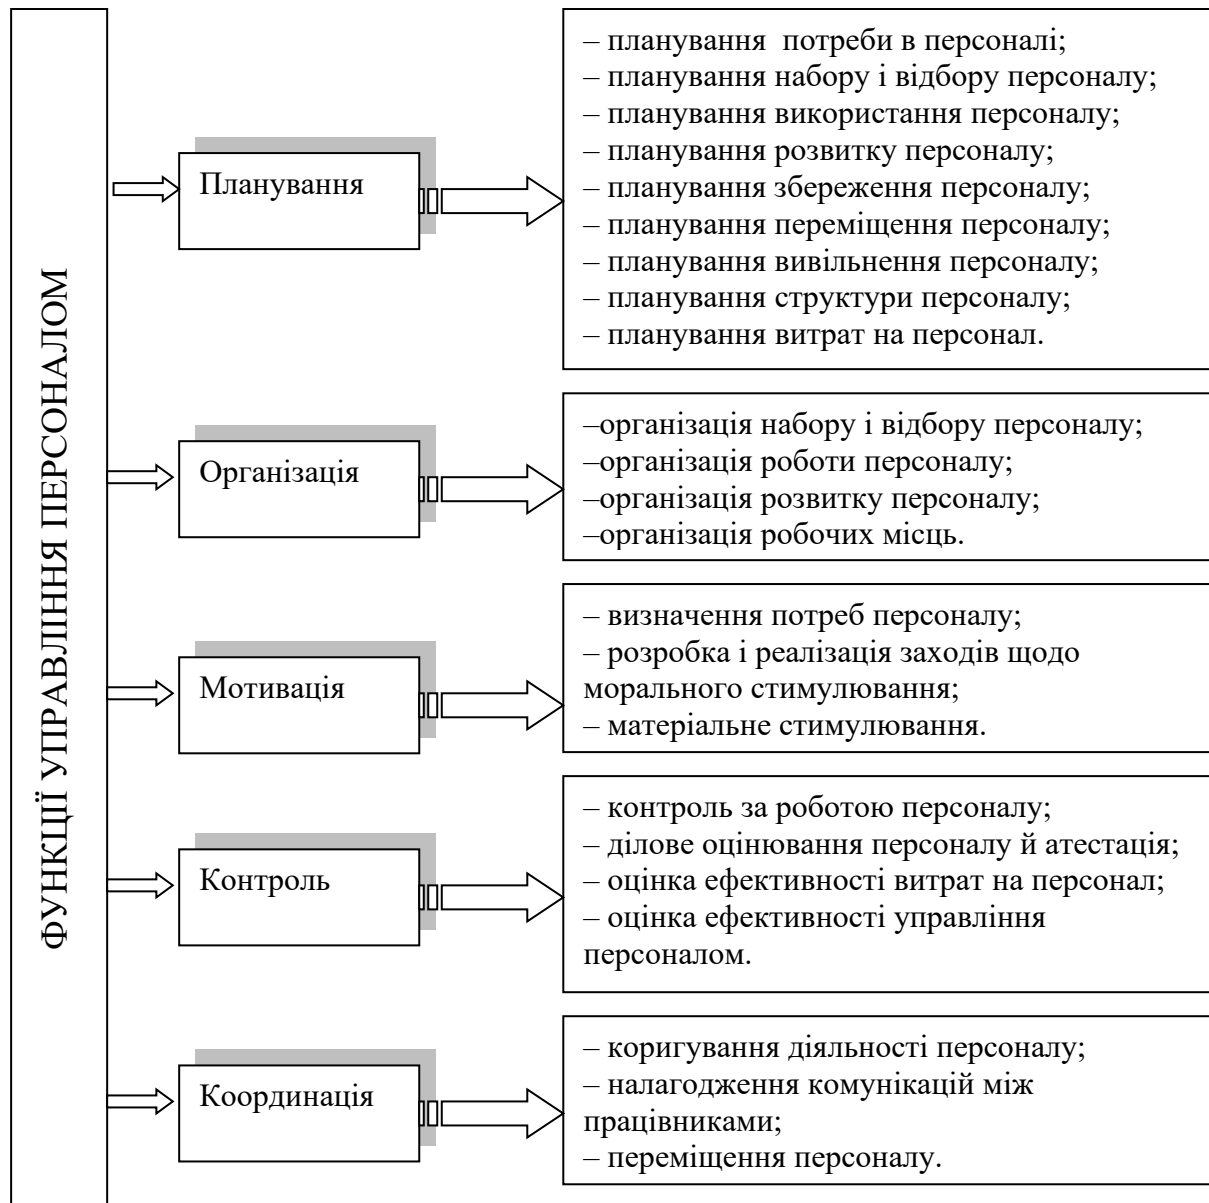 ФУНКЦІЇ УПРАВЛІННЯ ПЕРСОНАЛОМ
Планування
– планування потреби в персоналі;
– планування набору і відбору персоналу;
– планування використання персоналу;
– планування розвитку персоналу;
– планування збереження персоналу;
– планування переміщення персоналу;
– планування вивільнення персоналу;
– планування структури персоналу;
– планування витрат на персонал.
Організація
–організація набору і відбору персоналу;
–організація роботи персоналу;
–організація розвитку персоналу;
–організація робочих місць.
Мотивація
– визначення потреб персоналу;
– розробка і реалізація заходів щодо
морального стимулювання;
– матеріальне стимулювання.
Контроль
– контроль за роботою персоналу;
– ділове оцінювання персоналу й атестація;
– оцінка ефективності витрат на персонал;
– оцінка ефективності управління
персоналом.
Координація
– коригування діяльності персоналу;
– налагодження комунікацій між
працівниками;
– переміщення персоналу.